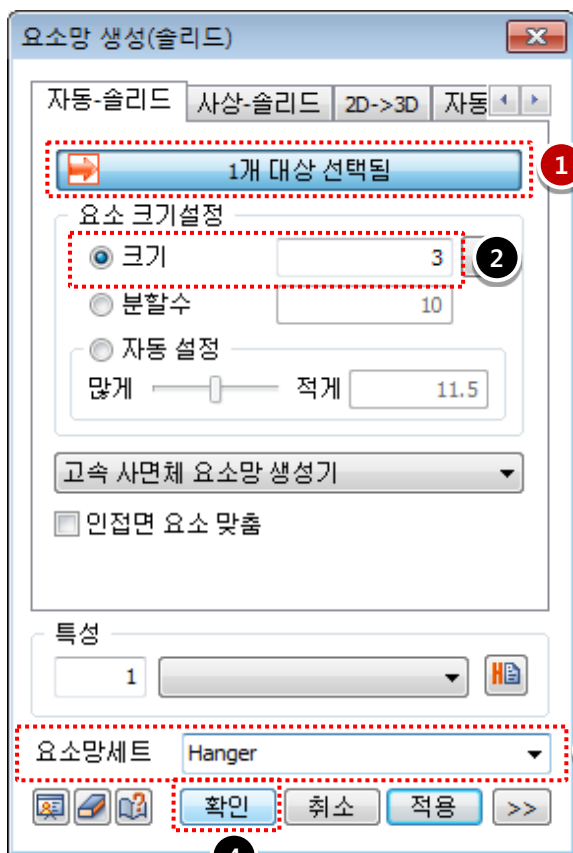 요소망 생성(솔리드)
자동-솔리드 사상-솔리드 2D->3D 자동
1개 대상 선택됨 1
요소 크기설정
크기 3 2
분할수 10
자동 설정
많게 적게 11.5
고속 사면체 요소망 생성기
인접면 요소 맞춤
특성
1
요소망세트 Hanger
확인 취소 적용 >>
4